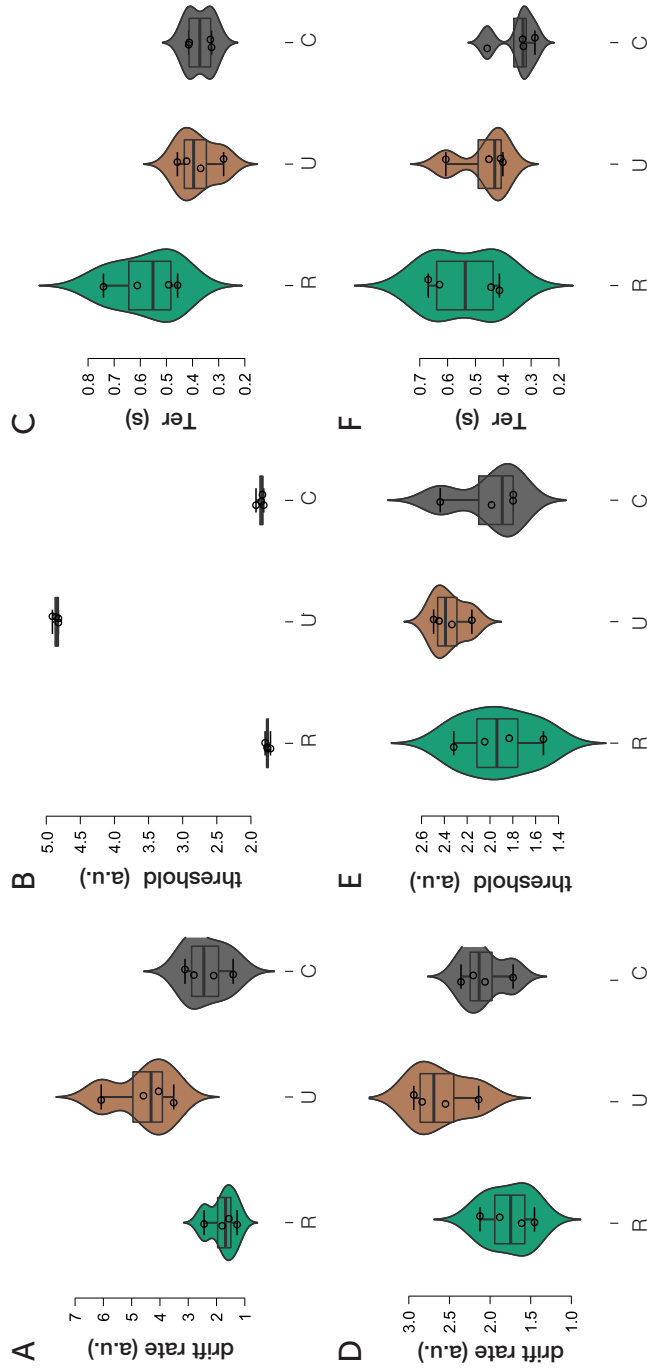 A
drift rate (a.u.)
7
6
5
4
3
2
1
R
U
C
B
threshold (a.u.)
5.0
4.5
4.0
3.5
3.0
2.5
2.0
R
U
C
C
Ter (s)
0.8
0.7
0.6
0.5
0.4
0.3
0.2
R
U
C
D
drift rate (a.u.)
3.0
2.5
2.0
1.5
1.0
R
U
C
E
threshold (a.u.)
2.6
2.4
2.2
2.0
1.8
1.6
1.4
R
U
C
F
Ter (s)
0.7
0.6
0.5
0.4
0.3
0.2
R
U
C